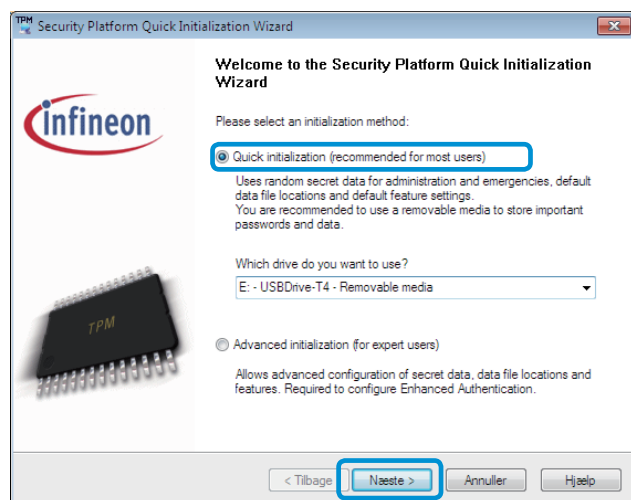 TPM
Security Platform Quick Initialization Wizard
Welcome to the Security Platform Quick Initialization
Wizard
infineon
Please select an initialization method:
Quick initialization (recommended for most users)
Uses random secret data for administration and emergencies, default
data file locations and default feature settings.
You are recommended to use a removable media to store important
passwords and data.
Which drive do you want to use?
E: - USBDrive-T4 - Removable media
TPM
Advanced initialization (for expert users)
Allows advanced configuration of secret data, data file locations and
features. Required to configure Enhanced Authentication.
< Tilbage
Næste >
Annuller
Hjælp